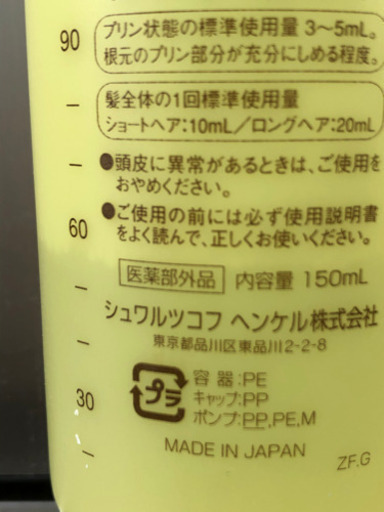 プリン状態の標準使用量 3〜5mL。
根元のプリン部分が充分にしめる程度。
90
髪全体の1回標準使用量
ショートヘア:10mL/ロングヘア:20mL
●頭皮に異常があるときは、ご使用を
おやめください。
●ご使用の前には必ず使用説明書
をよく読んで、正しくお使いください。
60
医薬部外品 内容量 150mL
シュワルツコフ ヘンケル株式会社
東京都品川区東品川2-2-8
プラ
容器:PE
キャップ:PP
ポンプ:PP,PE,M
30
MADE IN JAPAN
ZF.G